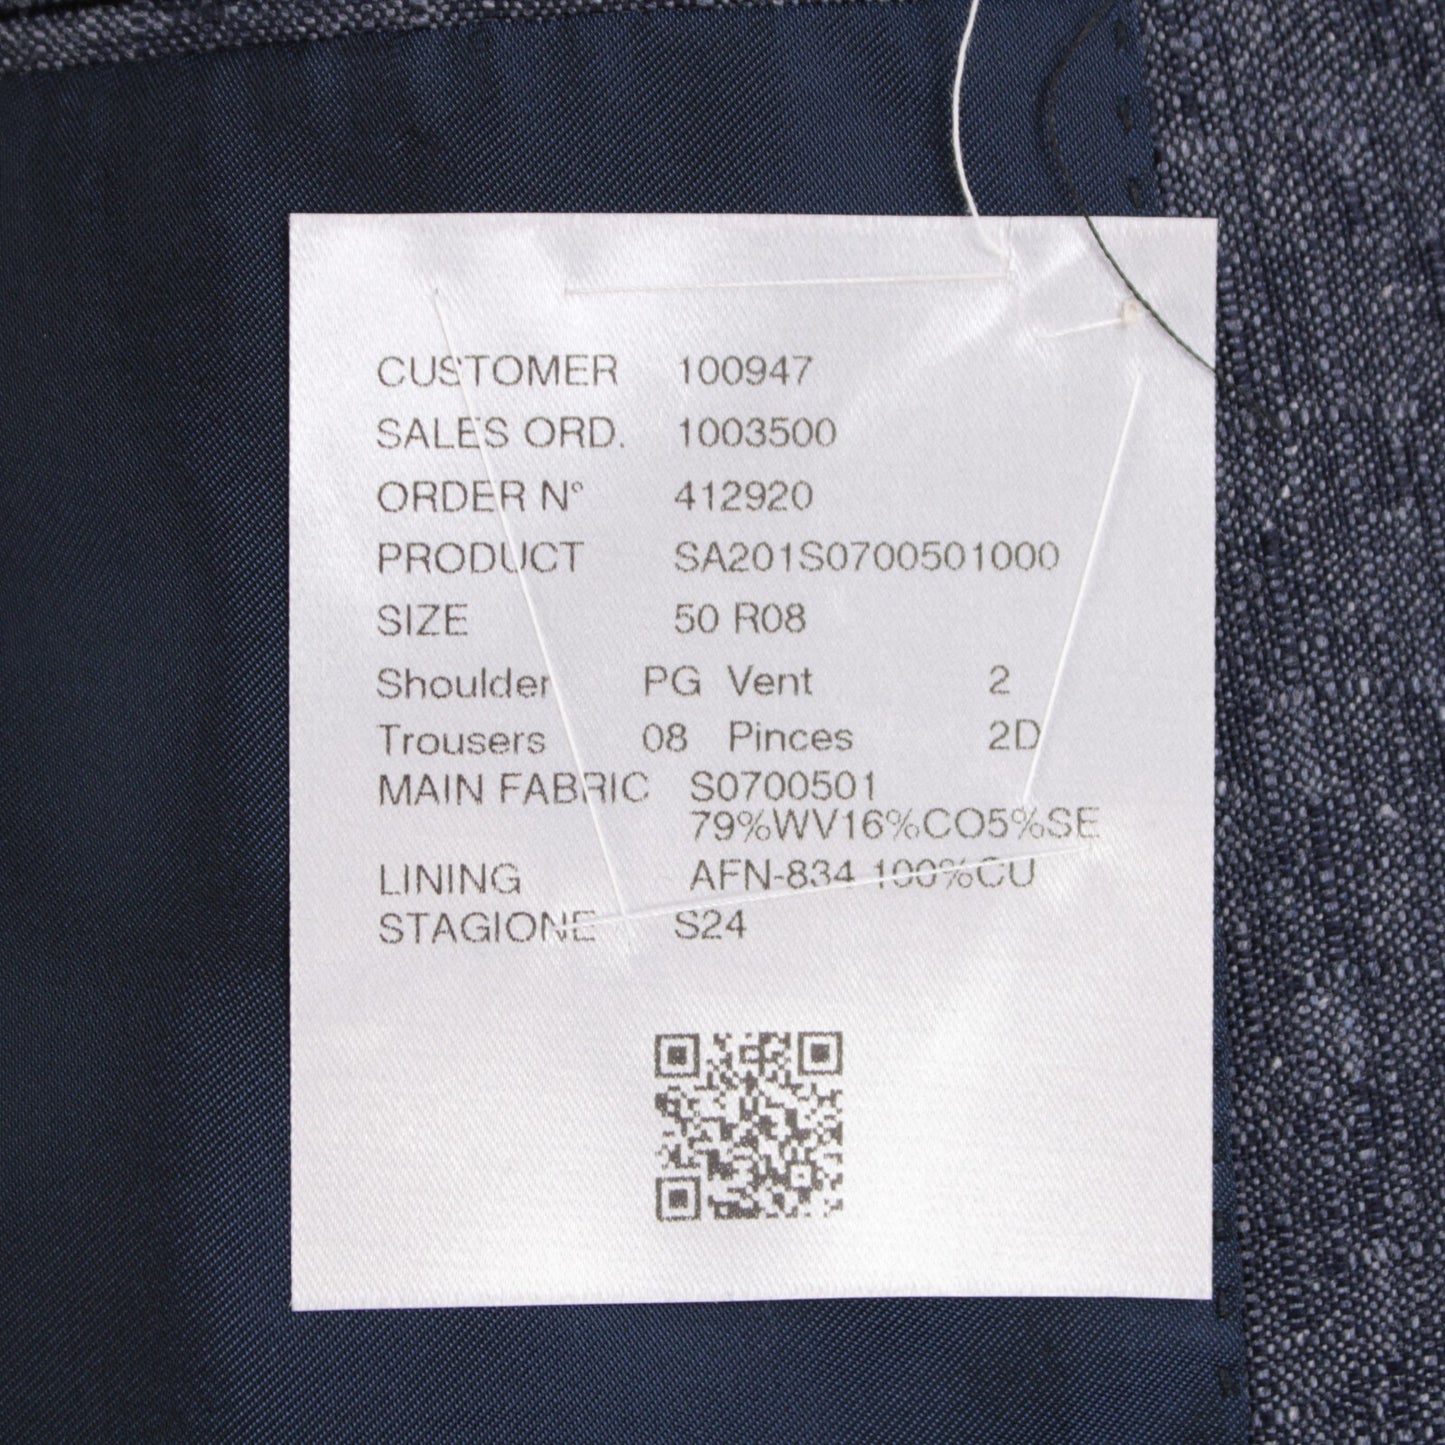 CUSTOMER 100947
SALES ORD. 1003500
ORDER N° 412920
PRODUCT SA201S0700501000
SIZE 50 R08
Shoulder PG Vent 2
Trousers 08 Pinces 2D
MAIN FABRIC S0700501
79%WV16%CO5%SE
LINING AFN-834 100%CU
STAGIONE S24